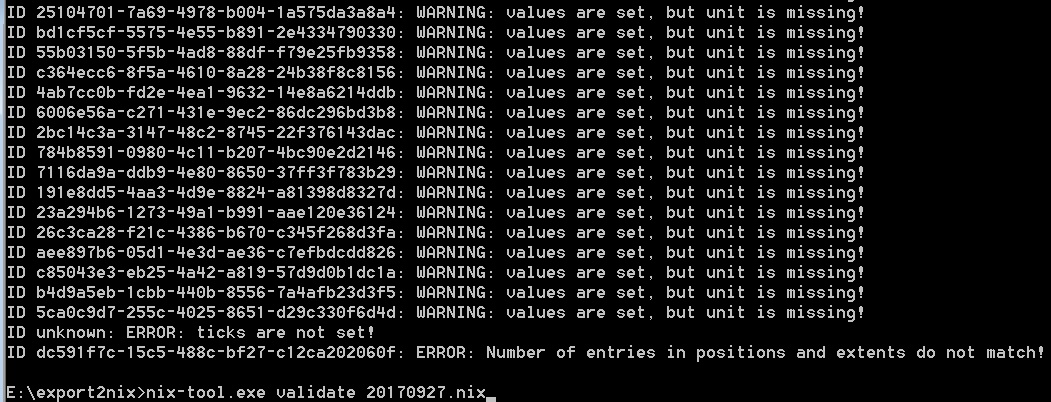 ID 25104701-7a69-4978-b004-1a575da3a8a4: WARNING: values are set, but unit is missing!
ID bd1cf5cf-5575-4e55-b891-2e4334790330: WARNING: values are set, but unit is missing!
ID 55b03150-5f5b-4ad8-88df-f79e25fb9358: WARNING: values are set, but unit is missing!
ID c364ecc6-8f5a-4610-8a28-24b38f8c8156: WARNING: values are set, but unit is missing!
ID 4ab7cc0b-fd2e-4ea1-9632-14e8a6214ddb: WARNING: values are set, but unit is missing!
ID 6006e56a-c271-431e-9ec2-86dc296bd3b8: WARNING: values are set, but unit is missing!
ID 2bc14c3a-3147-48c2-8745-22f376143dac: WARNING: values are set, but unit is missing!
ID 784b8591-0980-4c11-b207-4bc90e2d2146: WARNING: values are set, but unit is missing!
ID 7116da9a-ddb9-4e80-8650-37ff3f783b29: WARNING: values are set, but unit is missing!
ID 191e8dd5-4aa3-4d9e-8824-a81398d8327d: WARNING: values are set, but unit is missing!
ID 23a294b6-1273-49a1-b991-aae120e36124: WARNING: values are set, but unit is missing!
ID 26c3ca28-f21c-4386-b670-c345f268d3fa: WARNING: values are set, but unit is missing!
ID aee897b6-05d1-4e3d-ae36-c7efbdcdd826: WARNING: values are set, but unit is missing!
ID c85043e3-eb25-4a42-a819-57d9d0b1dc1a: WARNING: values are set, but unit is missing!
ID b4d9a5eb-1cbb-440b-8556-7a4afb23d3f5: WARNING: values are set, but unit is missing!
ID 5ca0c9d7-255c-4025-8651-d29c330f6d4d: WARNING: values are set, but unit is missing!
ID unknown: ERROR: ticks are not set!
ID dc591f7c-15c5-488c-bf27-c12ca202060f: ERROR: Number of entries in positions and extents do not match!
E:\export2nix>nix-tool.exe validate 20170927.nix